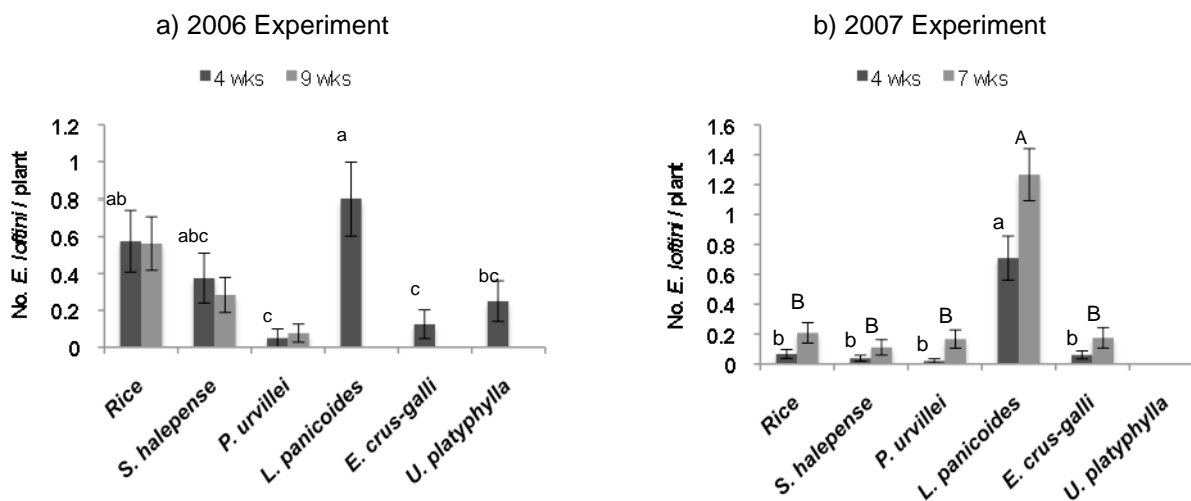 a) 2006 Experiment
4 wks 9 wks
No. E. loftini / plant
1.2
1
0.8
0.6
0.4
0.2
0
ab
abc
c
a
c
bc
Rice
S. halepense
P. urvillei
L. panicoides
E. crus-galli
U. platyphylla
b) 2007 Experiment
4 wks 7 wks
No. E. loftini / plant
1.6
1.4
1.2
1
0.8
0.6
0.4
0.2
0
b
B
b
B
b
B
a
A
b
B
Rice
S. halepense
P. urvillei
L. panicoides
E. crus-galli
U. platyphylla